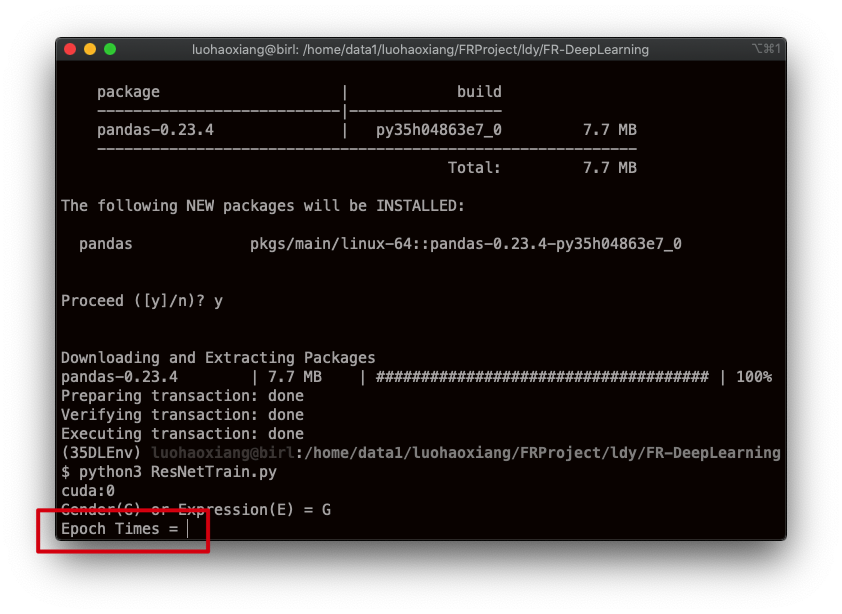 luohaoxiang@birl: /home/data1/luohaoxiang/FRProject/ldy/FR-DeepLearning ⌥⌘1
package | build
---------------------------|-----------------
pandas-0.23.4 | py35h04863e7_0 7.7 MB
------------------------------------------------------------
Total: 7.7 MB
The following NEW packages will be INSTALLED:
pandas pkgs/main/linux-64::pandas-0.23.4-py35h04863e7_0
Proceed ([y]/n)? y
Downloading and Extracting Packages
pandas-0.23.4 | 7.7 MB | ##################################### | 100%
Preparing transaction: done
Verifying transaction: done
Executing transaction: done
(35DLEnv) luohaoxiang@birl:/home/data1/luohaoxiang/FRProject/ldy/FR-DeepLearning
$ python3 ResNetTrain.py
cuda:0
Gender(G) or Expression(E) = G
Epoch Times =